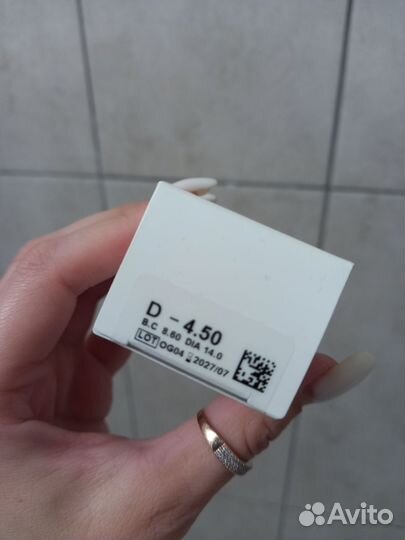 D -4.50
B.C 8.60 DIA 14.0
LOT OG04 2027/07
Avito